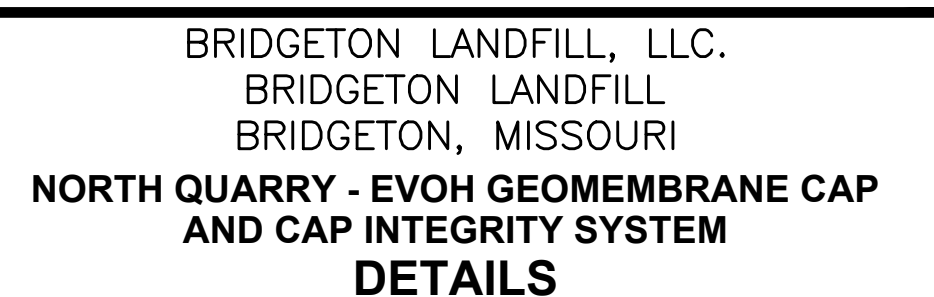 BRIDGETON LANDFILL, LLC.
BRIDGETON LANDFILL
BRIDGETON, MISSOURI
NORTH QUARRY - EVOH GEOMEMBRANE CAP
AND CAP INTEGRITY SYSTEM
DETAILS